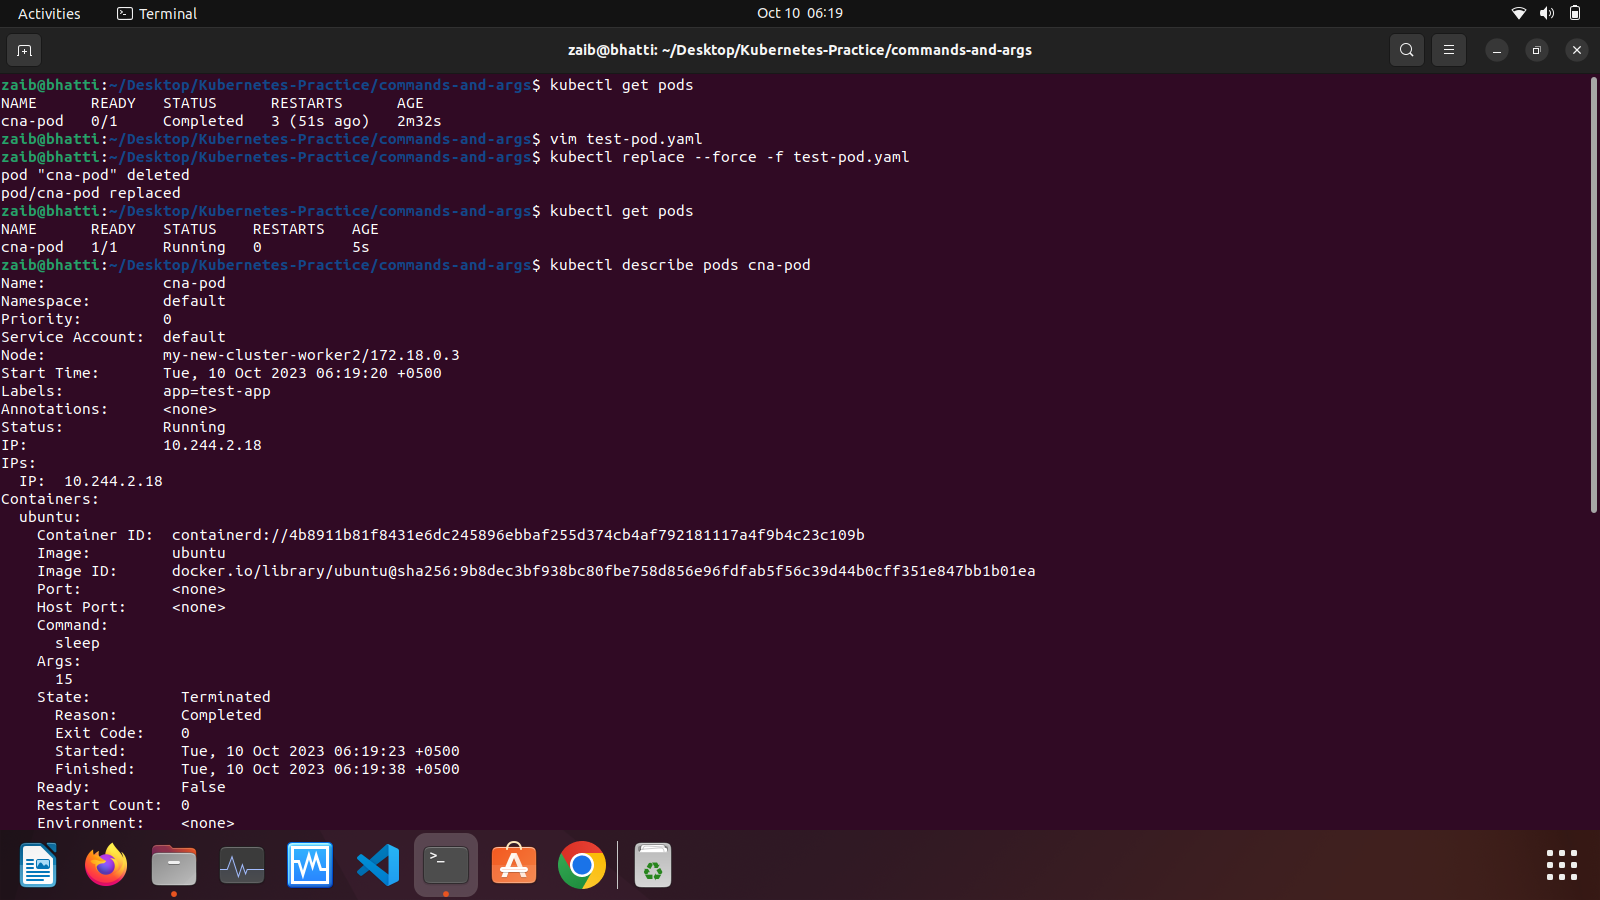 Activities
Terminal
Oct 10 06:19
zaib@bhatti: ~/Desktop/Kubernetes-Practice/commands-and-args
zaib@bhatti:~/Desktop/Kubernetes-Practice/commands-and-args$ kubectl get pods
NAME      READY   STATUS      RESTARTS      AGE
cna-pod   0/1     Completed   3 (51s ago)   2m32s
zaib@bhatti:~/Desktop/Kubernetes-Practice/commands-and-args$ vim test-pod.yaml
zaib@bhatti:~/Desktop/Kubernetes-Practice/commands-and-args$ kubectl replace --force -f test-pod.yaml
pod "cna-pod" deleted
pod/cna-pod replaced
zaib@bhatti:~/Desktop/Kubernetes-Practice/commands-and-args$ kubectl get pods
NAME      READY   STATUS    RESTARTS   AGE
cna-pod   1/1     Running   0          5s
zaib@bhatti:~/Desktop/Kubernetes-Practice/commands-and-args$ kubectl describe pods cna-pod
Name:             cna-pod
Namespace:        default
Priority:         0
Service Account:  default
Node:             my-new-cluster-worker2/172.18.0.3
Start Time:       Tue, 10 Oct 2023 06:19:20 +0500
Labels:           app=test-app
Annotations:      <none>
Status:           Running
IP:               10.244.2.18
IPs:
  IP:  10.244.2.18
Containers:
  ubuntu:
    Container ID:  containerd://4b8911b81f8431e6dc245896ebbaf255d374cb4af792181117a4f9b4c23c109b
    Image:         ubuntu
    Image ID:      docker.io/library/ubuntu@sha256:9b8dec3bf938bc80fbe758d856e96fdfab5f56c39d44b0cff351e847bb1b01ea
    Port:          <none>
    Host Port:     <none>
    Command:
      sleep
    Args:
      15
    State:          Terminated
      Reason:       Completed
      Exit Code:    0
      Started:      Tue, 10 Oct 2023 06:19:23 +0500
      Finished:     Tue, 10 Oct 2023 06:19:38 +0500
    Ready:          False
    Restart Count:  0
    Environment:    <none>